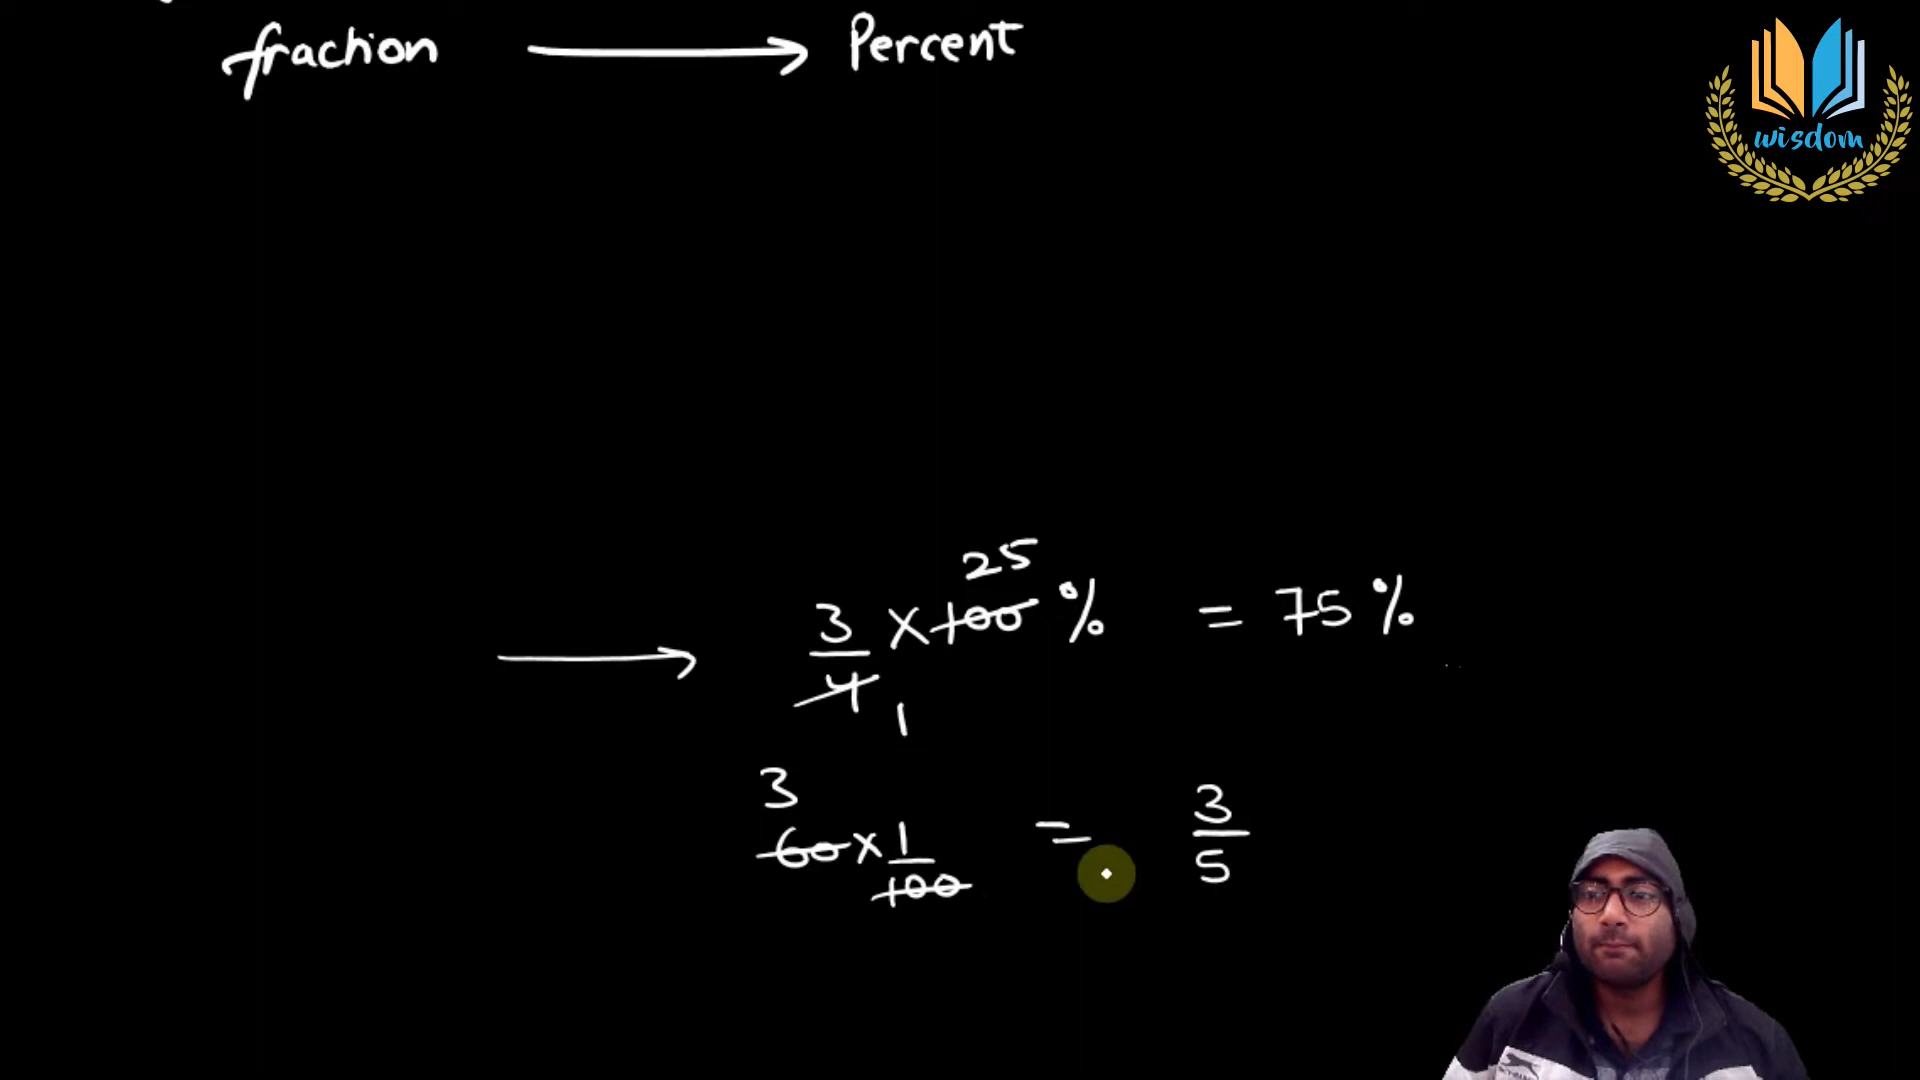 fraction → Percent
wisdom
25
3/4 × 100 % = 75 %
1
3
60 × 1/100 = 3/5